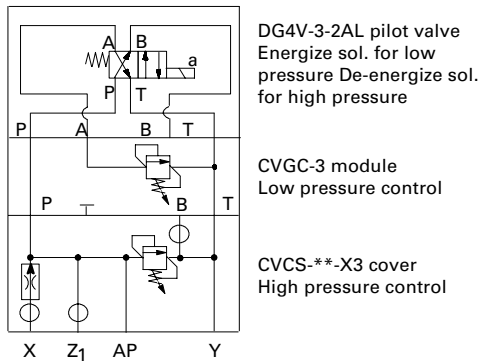 A B
a
P T
P A B T
P B T
X Z1 AP Y
DG4V-3-2AL pilot valve
Energize sol. for low
pressure De-energize sol.
for high pressure
CVGC-3 module
Low pressure control
CVCS-**-X3 cover
High pressure control